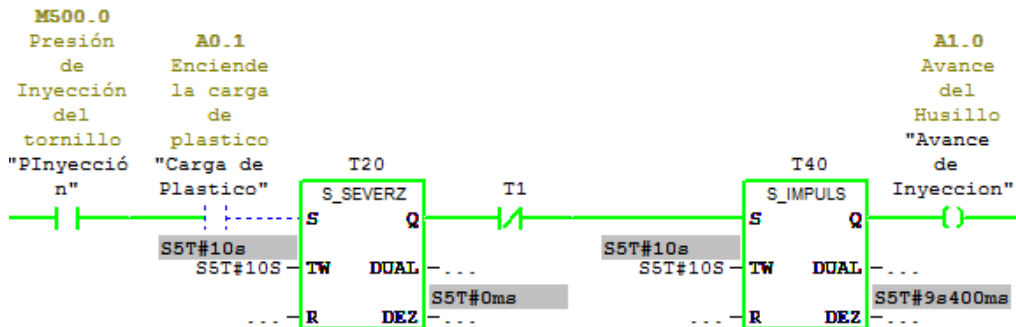 M500.0
Presión
de
Inyección
del
tornillo
"PInyecció
n"
A0.1
Enciende
la carga
de
plastico
"Carga de
Plastico"
T20
S_SEVERZ
S
Q
S5T#10s
S5T#10S
TW
DUAL
...
S5T#0ms
...
R
DEZ
...
T1
T40
S_IMPULS
S
Q
S5T#10s
S5T#10S
TW
DUAL
...
S5T#9s400ms
...
R
DEZ
...
A1.0
Avance
del
Husillo
"Avance
de
Inyeccion"